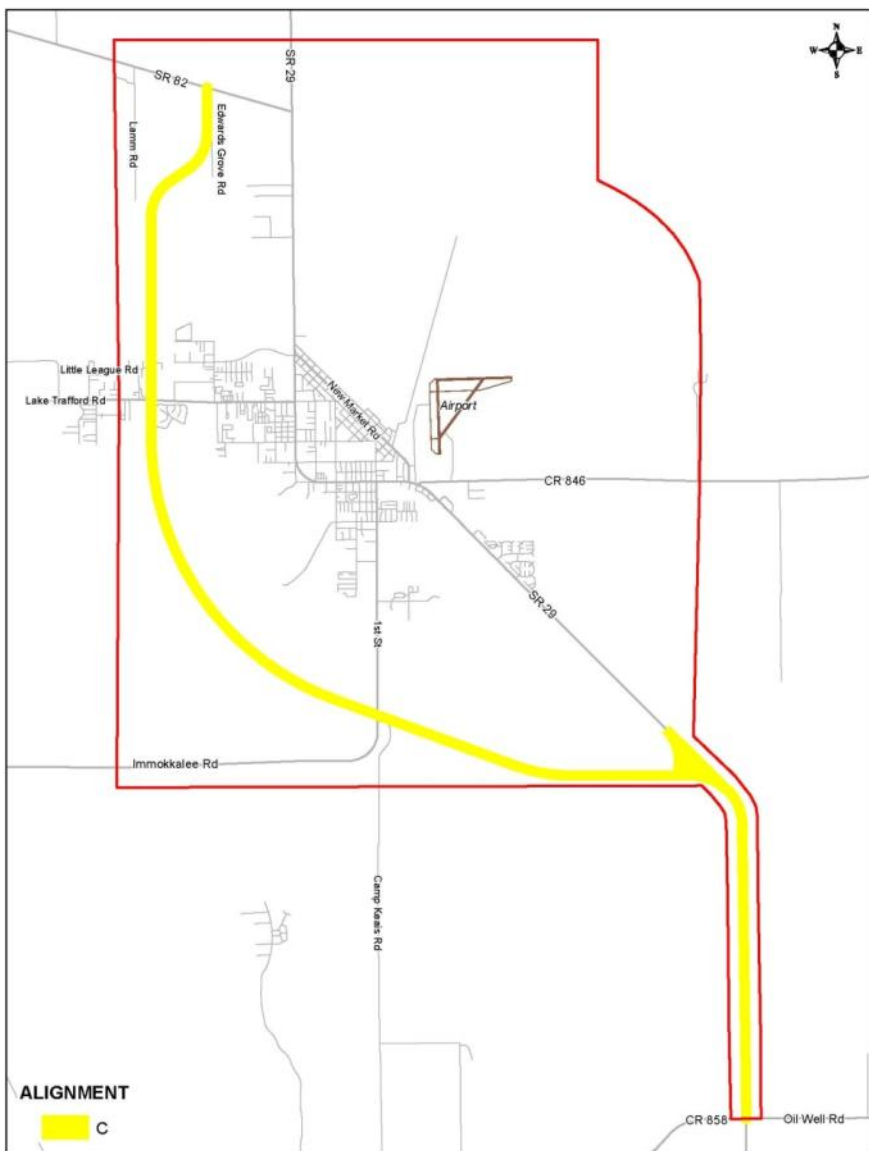 N
W E
S
SR 29
SR 82
Edwards Grove Rd
Lamm Rd
Little League Rd
Lake Trafford Rd
New Market Rd
Airport
CR 846
SR 29
1st St
Immokkalee Rd
Camp Keais Rd
ALIGNMENT
C
CR 858
Oil Well Rd